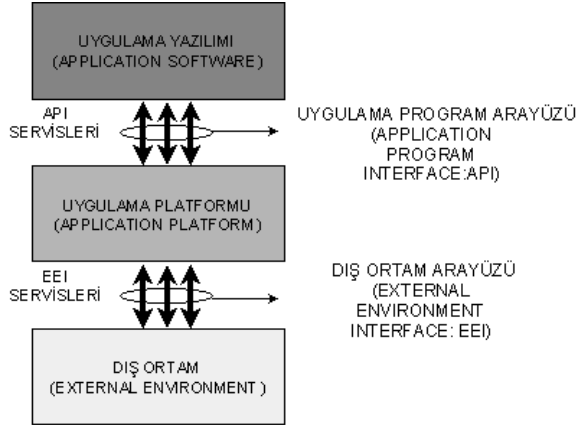 UYGULAMA YAZILIMI
(APPLICATION SOFTWARE)
API
SERVİSLERİ
UYGULAMA PROGRAM ARAYÜZÜ
(APPLICATION
PROGRAM
INTERFACE:API)
UYGULAMA PLATFORMU
(APPLICATION PLATFORM)
EEI
SERVİSLERİ
DIŞ ORTAM ARAYÜZÜ
(EXTERNAL
ENVIRONMENT
INTERFACE: EEI)
DIŞ ORTAM
(EXTERNAL ENVIRONMENT )